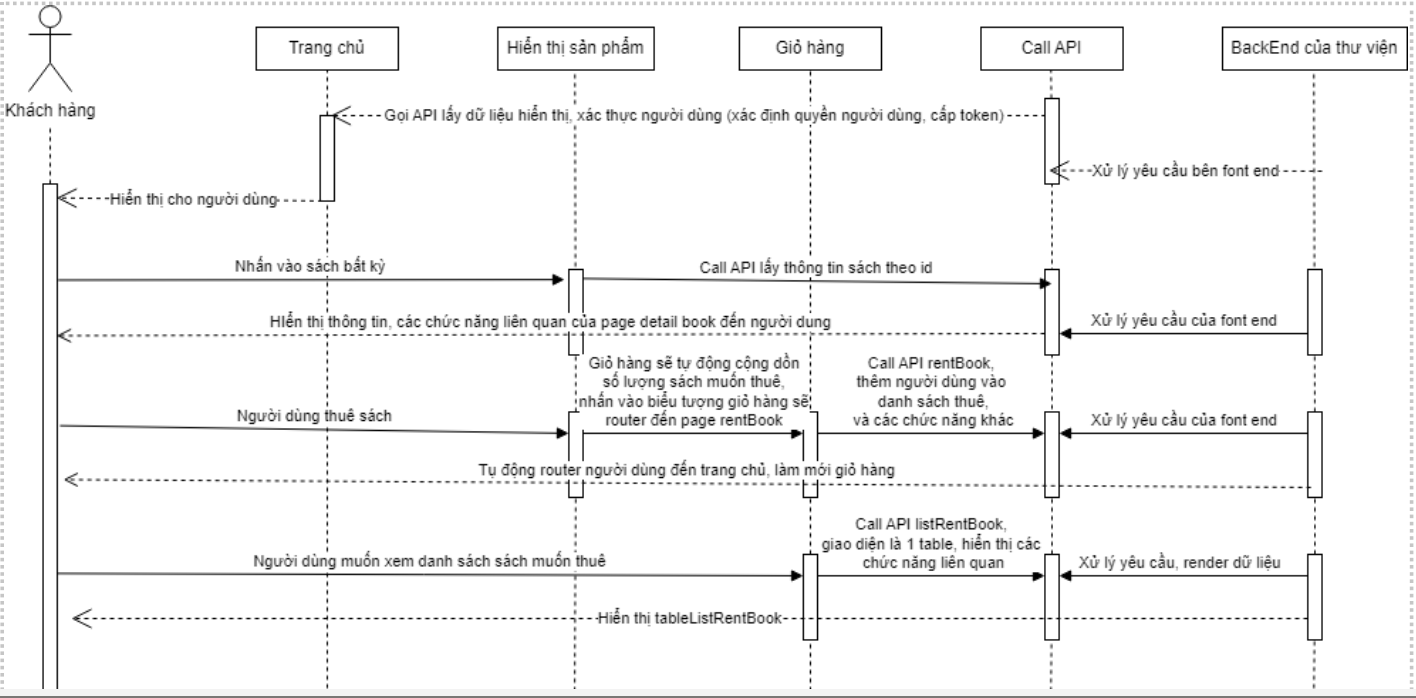 Trang chủ
Hiển thị sản phẩm
Giỏ hàng
Call API
BackEnd của thư viện
Khách hàng
Gọi API lấy dữ liệu hiển thị, xác thực người dùng (xác định quyền người dùng, cấp token)
Xử lý yêu cầu bên font end
Hiển thị cho người dùng
Nhấn vào sách bất kỳ
Call API lấy thông tin sách theo id
HIển thị thông tin, các chức năng liên quan của page detail book đến người dung
Xử lý yêu cầu của font end
Giỏ hàng sẽ tự động cộng dồn
số lượng sách muốn thuê,
nhấn vào biểu tượng giỏ hàng sẽ
router đến page rentBook
Call API rentBook,
thêm người dùng vào
danh sách thuê,
và các chức năng khác
Người dùng thuê sách
Xử lý yêu cầu của font end
Tụ động router người dùng đến trang chủ, làm mới giỏ hàng
Call API listRentBook,
giao diện là 1 table, hiển thị các
chức năng liên quan
Người dùng muốn xem danh sách sách muốn thuê
Xử lý yêu cầu, render dữ liệu
Hiển thị tableListRentBook